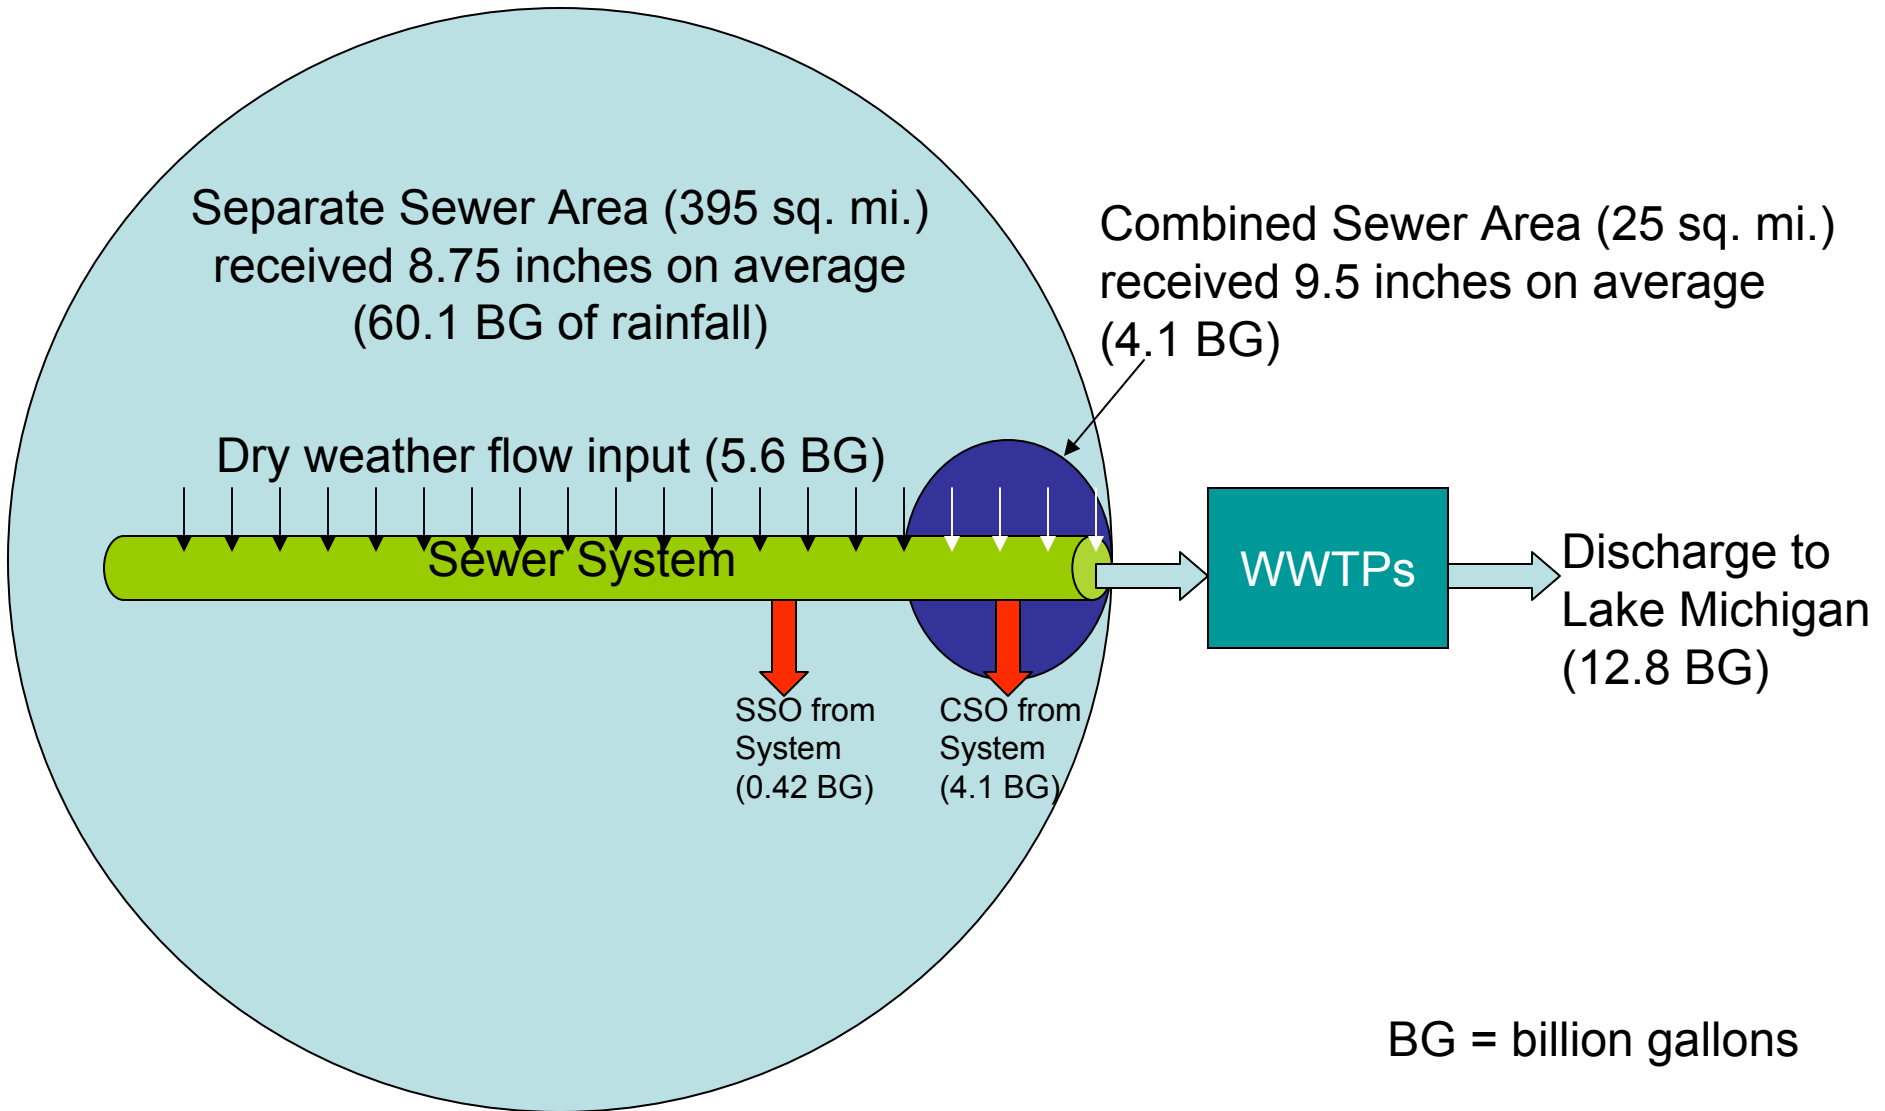 Separate Sewer Area (395 sq. mi.)
received 8.75 inches on average
(60.1 BG of rainfall)
Combined Sewer Area (25 sq. mi.)
received 9.5 inches on average
(4.1 BG)
Dry weather flow input (5.6 BG)
Sewer System
WWTPs
Discharge to
Lake Michigan
(12.8 BG)
SSO from
System
(0.42 BG)
CSO from
System
(4.1 BG)
BG = billion gallons